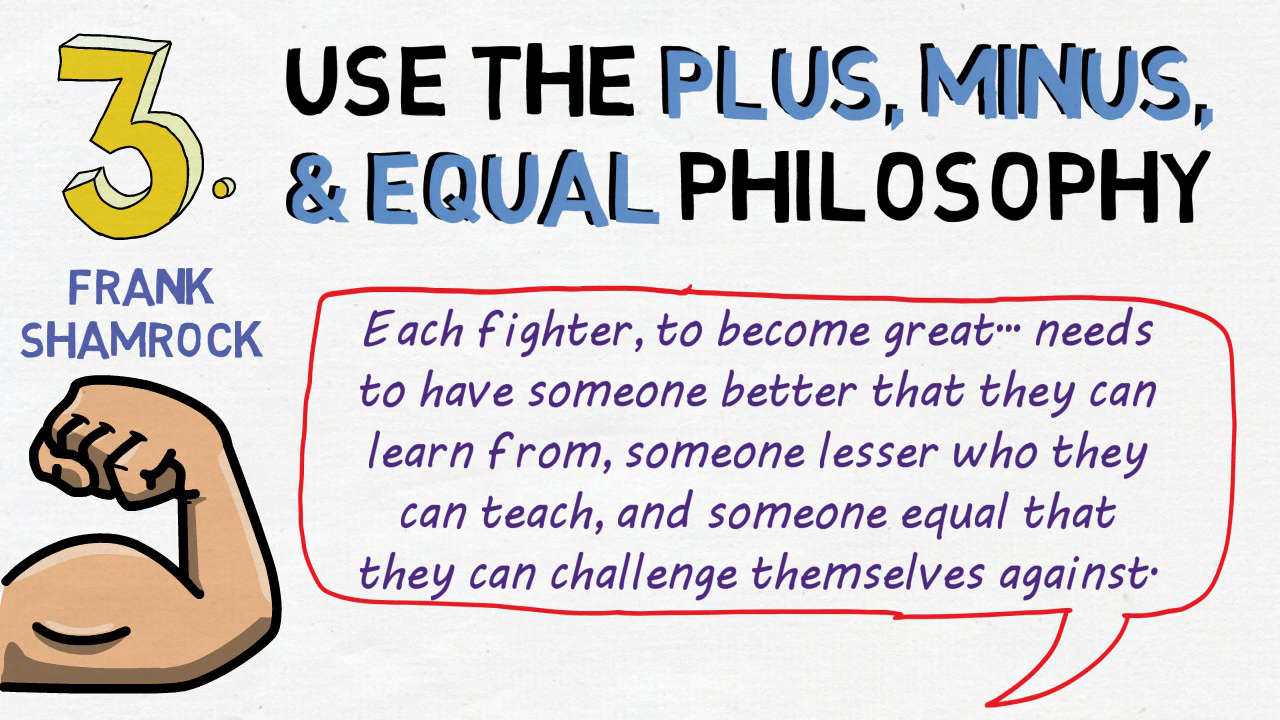 3.
USE THE PLUS, MINUS,
& EQUAL PHILOSOPHY
FRANK
SHAMROCK
Each fighter, to become great... needs
to have someone better that they can
learn from, someone lesser who they
can teach, and someone equal that
they can challenge themselves against.